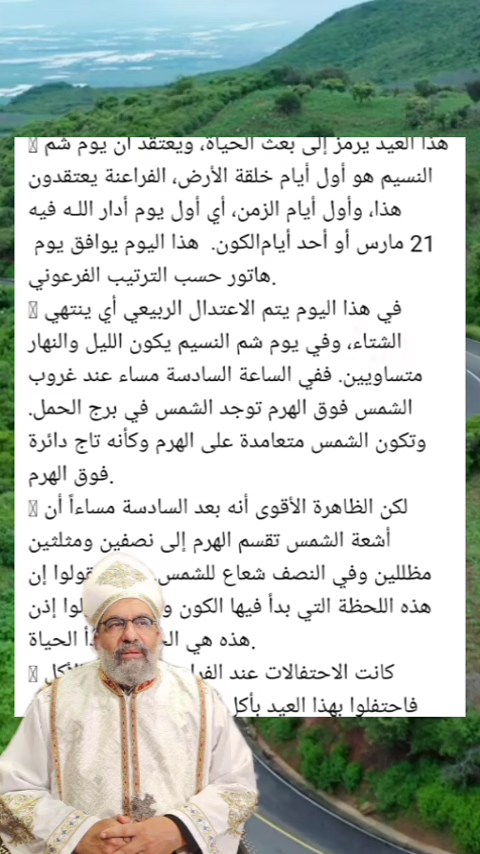 هذا العيد يرمز إلى بعث الحياة، ويعتقد أن يوم شم
النسيم هو أول أيام خلقة الأرض، الفراعنة يعتقدون
هذا، وأول أيام الزمن، أي أول يوم أدار اللـه فيه
21 مارس أو أحد أيامالكون. هذا اليوم يوافق يوم
هاتور حسب الترتيب الفرعوني.
في هذا اليوم يتم الاعتدال الربيعي أي ينتهي
الشتاء، وفي يوم شم النسيم يكون الليل والنهار
متساويين. ففي الساعة السادسة مساء عند غروب
الشمس فوق الهرم توجد الشمس في برج الحمل.
وتكون الشمس متعامدة على الهرم وكأنه تاج دائرة
فوق الهرم.
لكن الظاهرة الأقوى أنه بعد السادسة مساءاً أن
أشعة الشمس تقسم الهرم إلى نصفين ومثلثين
مظللين وفي النصف شعاع للشمس. قولوا إن
هذه اللحظة التي بدأ فيها الكون إذن
هذه هي الحياة.
كانت الاحتفالات عند الأكل
فاحتفلوا بهذا العيد بأكل